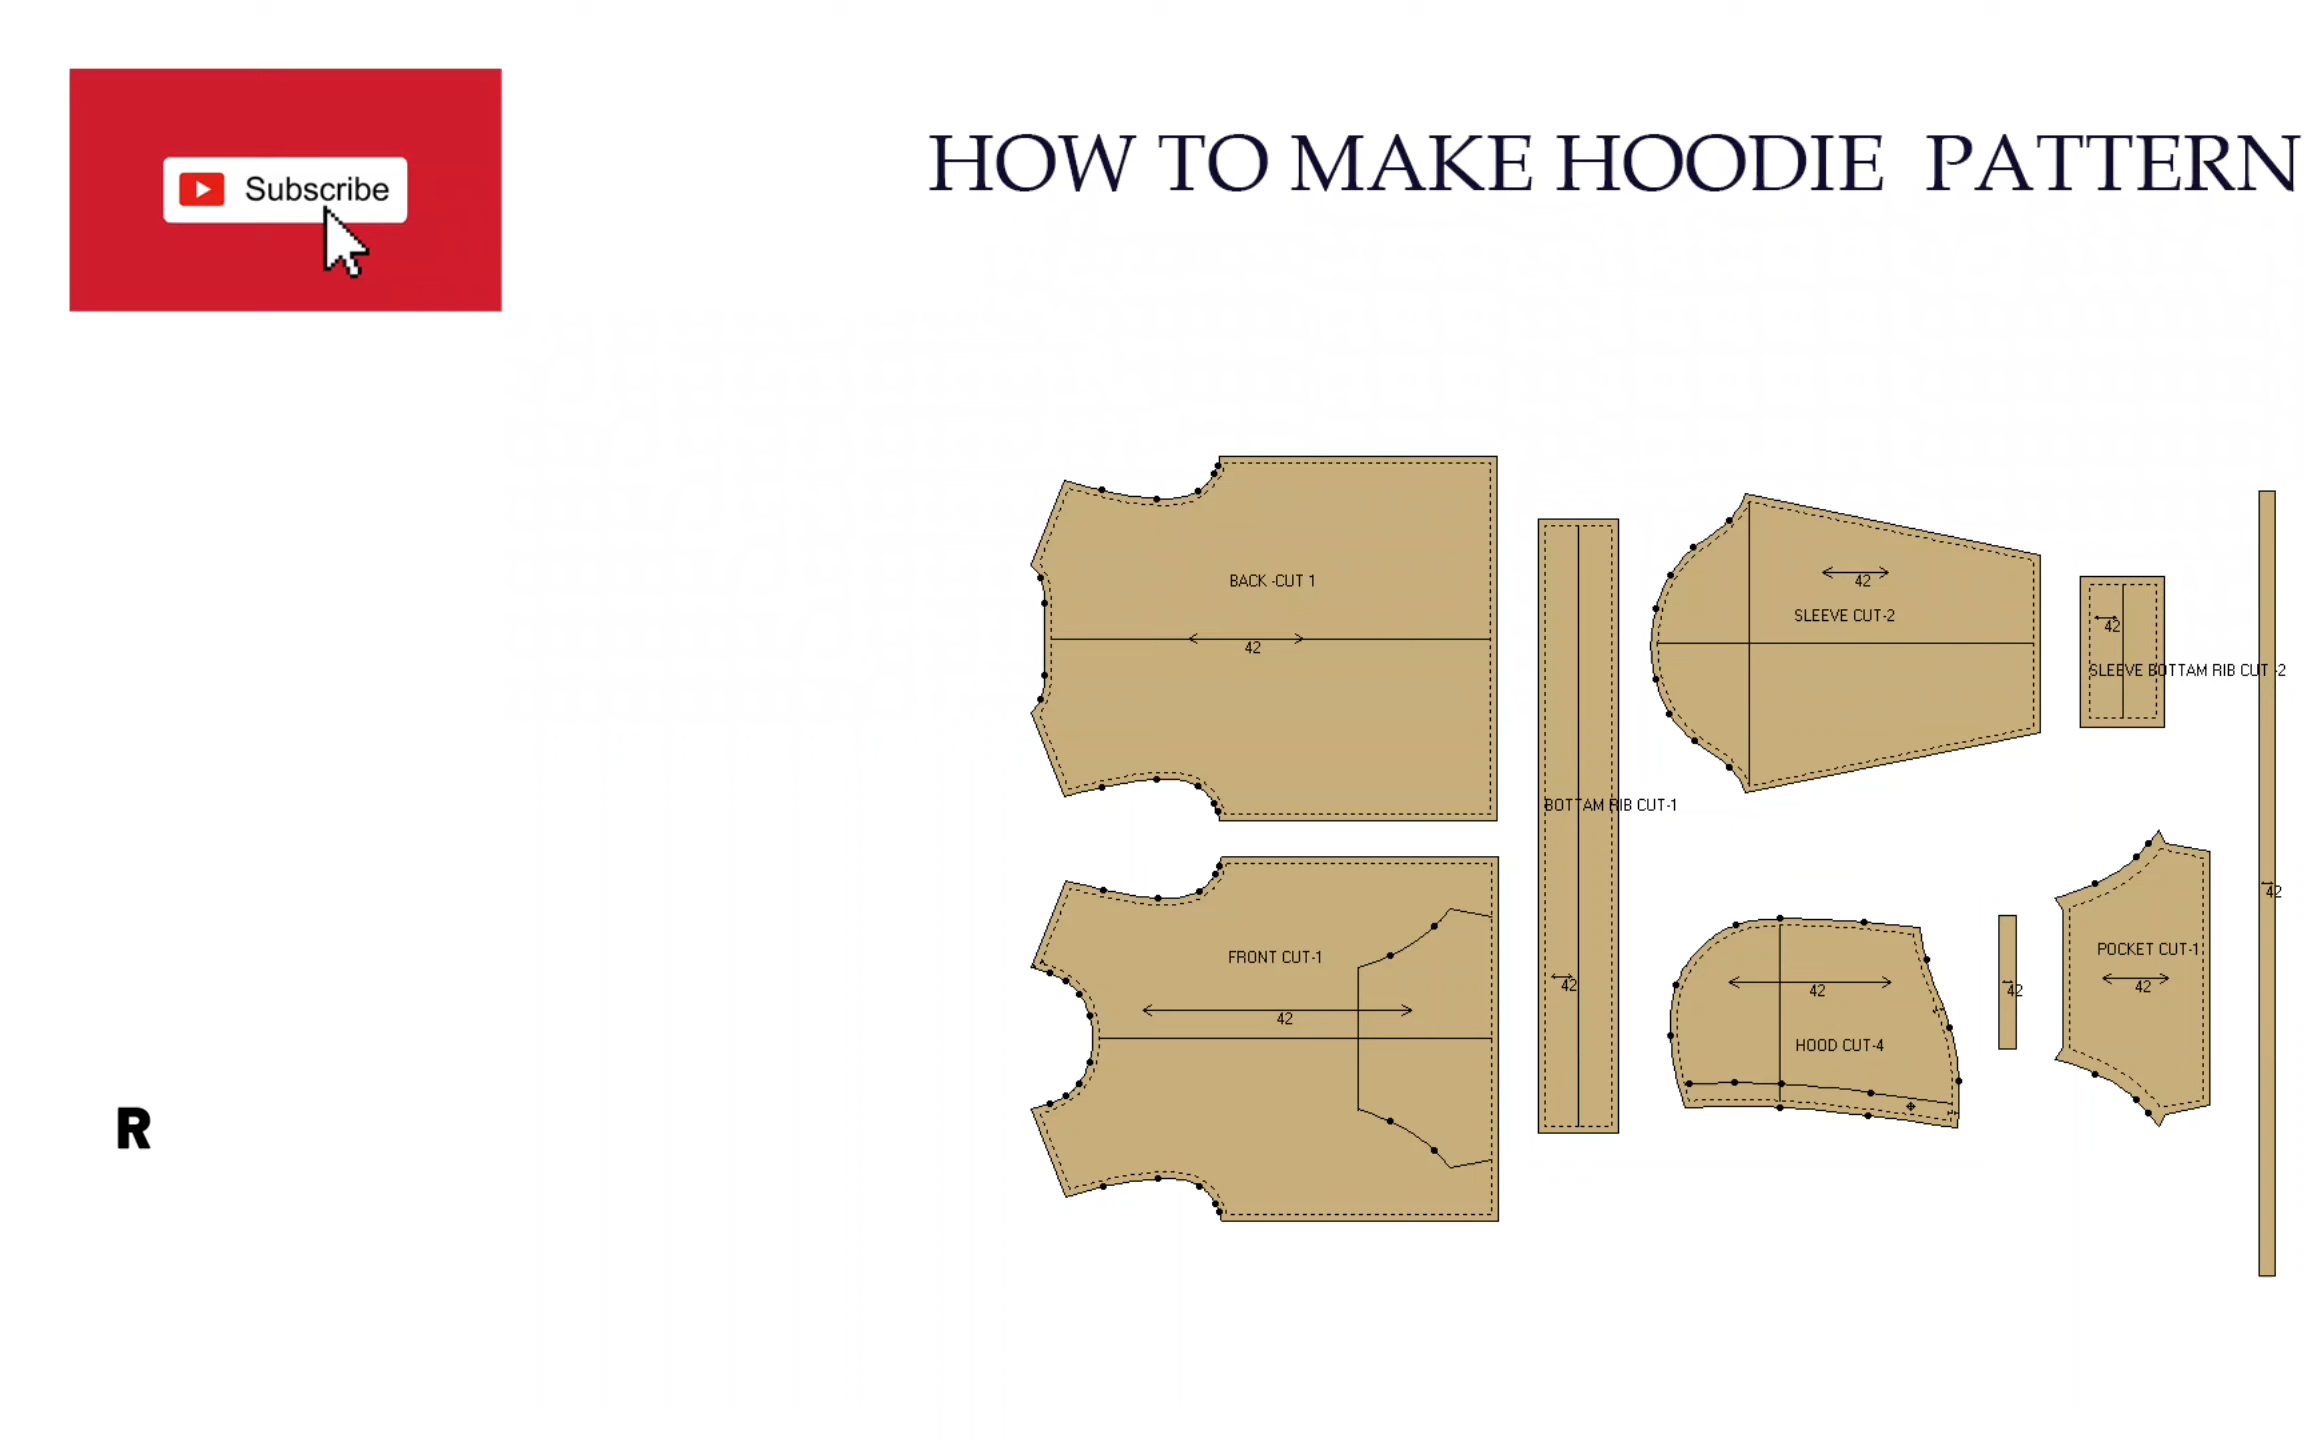 Subscribe
HOW TO MAKE HOODIE PATTERN
BACK -CUT 1
42
SLEEVE CUT-2
42
42
SLEEVE BOTTAM RIB CUT -2
BOTTAM RIB CUT-1
42
42
FRONT CUT-1
42
HOOD CUT-4
42
42
POCKET CUT-1
42
R